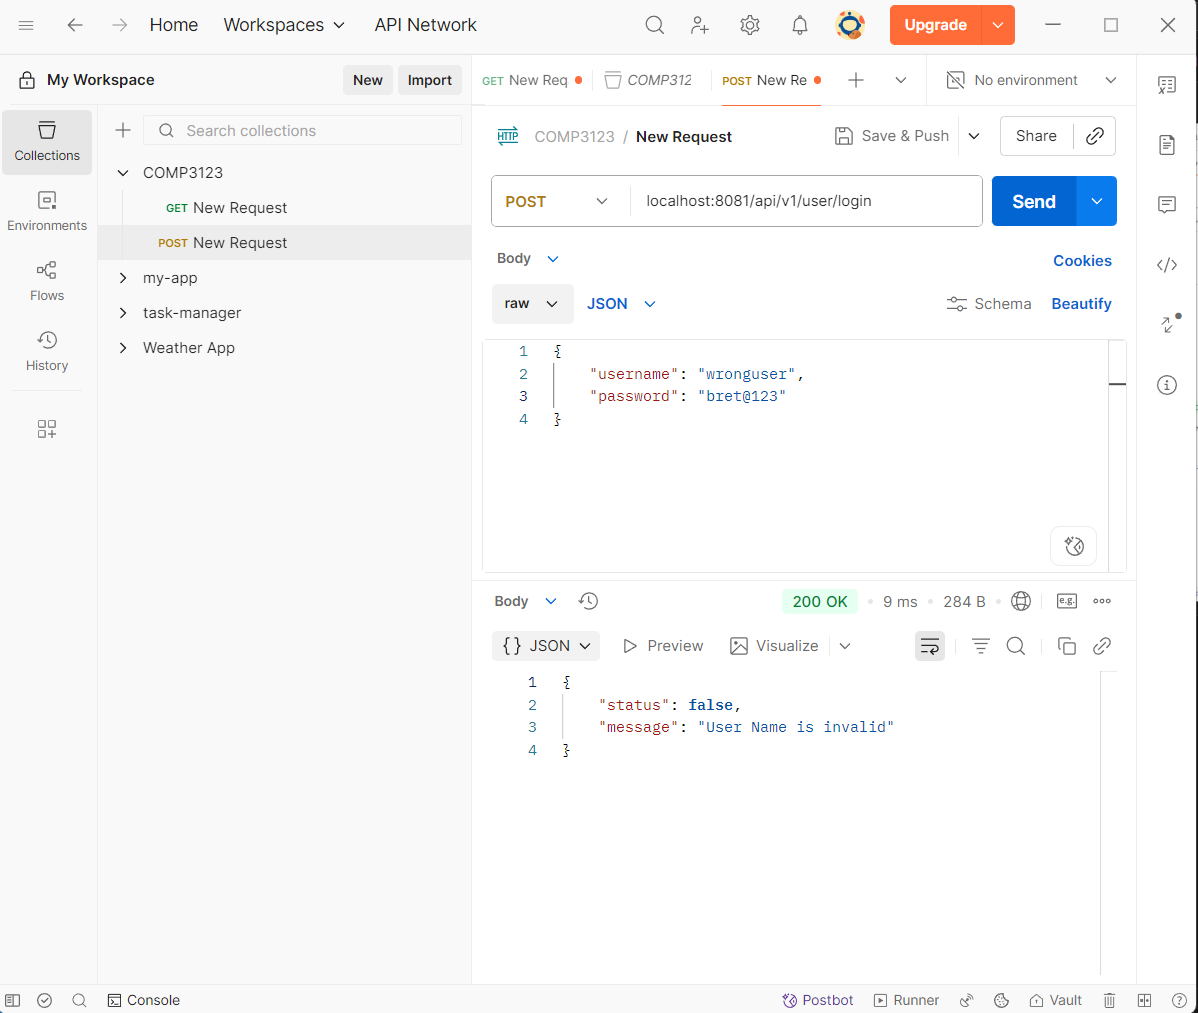 Home Workspaces API Network Upgrade
My Workspace New Import
GET New Req COMP312 POST New Re No environment
Collections
Environments
Flows
History
Search collections
COMP3123
GET New Request
POST New Request
my-app
task-manager
Weather App
HTTP COMP3123 / New Request Save & Push Share
POST localhost:8081/api/v1/user/login Send
Body Cookies
raw JSON Schema Beautify
1 {
2 "username": "wronguser",
3 "password": "bret@123"
4 }
Body 200 OK • 9 ms • 284 B • e.g.
{} JSON Preview Visualize
1 {
2 "status": false,
3 "message": "User Name is invalid"
4 }
Console Postbot Runner Vault